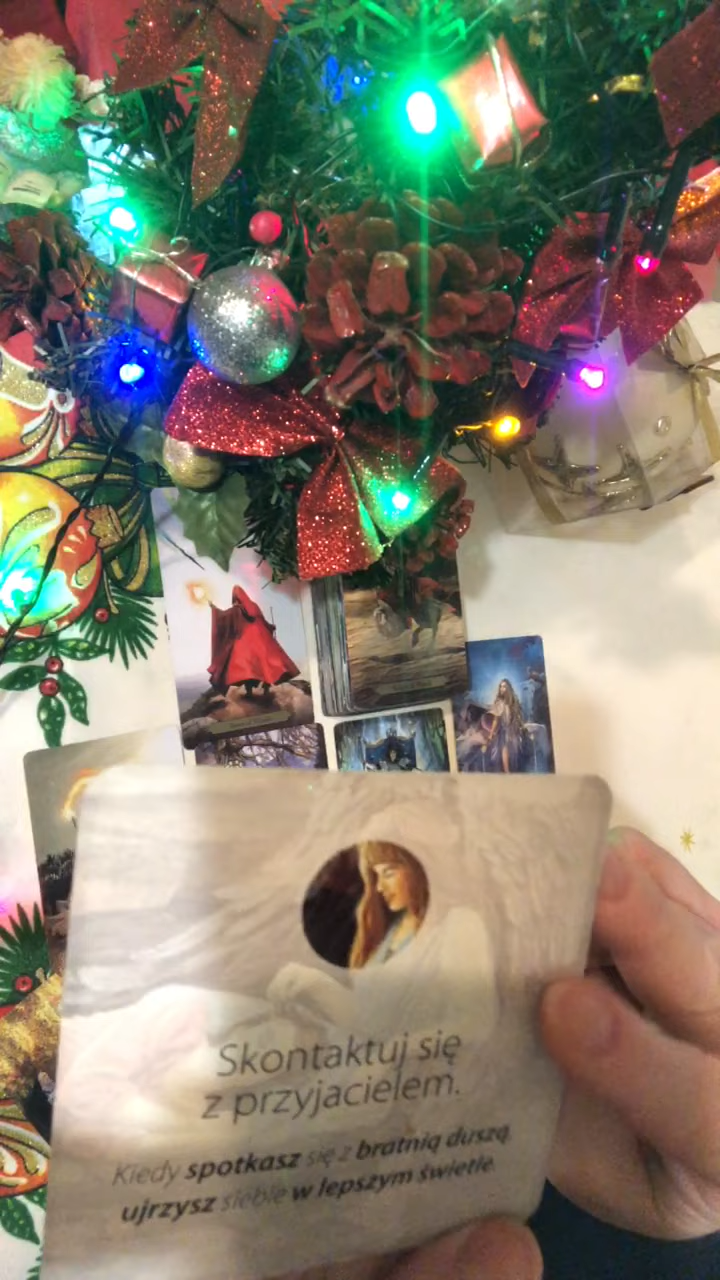 Skontaktuj się
z przyjacielem.
Kiedy spotkasz się z bratnią duszą
ujrzysz siebie w lepszym świetle.